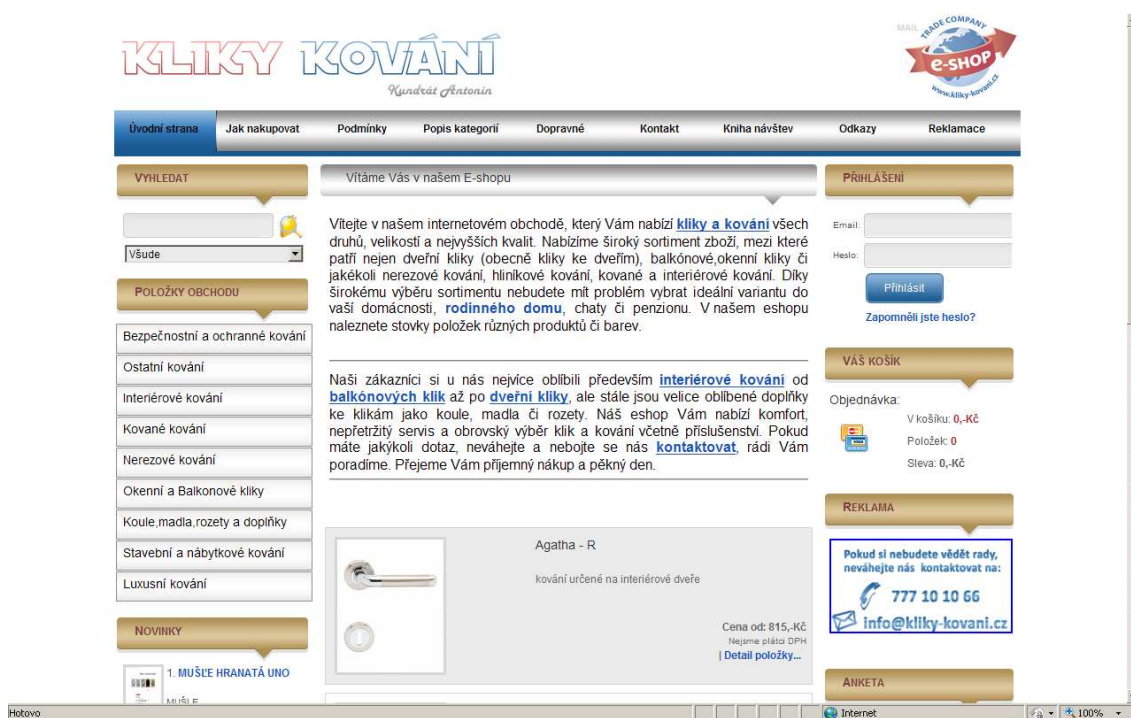 KLIKY KOVÁNÍ
Kundrát Antonín
MAIL
TRADE COMPANY
e-SHOP
www.kliky-kovani.cz
Úvodní strana
Jak nakupovat
Podmínky
Popis kategorií
Dopravné
Kontakt
Kniha návštev
Odkazy
Reklamace
VYHLEDAT
Všude
POLOŽKY OBCHODU
Bezpečnostní a ochranné kování
Ostatní kování
Interiérové kování
Kované kování
Nerezové kování
Okenní a Balkonové kliky
Koule,madla,rozety a doplňky
Stavební a nábytkové kování
Luxusní kování
NOVINKY
1. MUŠLE HRANATÁ UNO
MUŠLE
Vítáme Vás v našem E-shopu
Vítejte v našem internetovém obchodě, který Vám nabízí kliky a kování všech
druhů, velikostí a nejvyšších kvalit. Nabízíme široký sortiment zboží, mezi které
patří nejen dveřní kliky (obecně kliky ke dveřím), balkónové,okenní kliky či
jakékoli nerezové kování, hliníkové kování, kované a interiérové kování. Díky
širokému výběru sortimentu nebudete mít problém vybrat ideální variantu do
vaší domácnosti, rodinného domu, chaty či penzionu. V našem eshopu
naleznete stovky položek různých produktů či barev.
Naši zákazníci si u nás nejvíce oblíbili především interiérové kování od
balkónových klik až po dveřní kliky, ale stále jsou velice oblíbené doplňky
ke klikám jako koule, madla či rozety. Náš eshop Vám nabízí komfort,
nepřetržitý servis a obrovský výběr klik a kování včetně příslušenství. Pokud
máte jakýkoli dotaz, neváhejte a nebojte se nás kontaktovat, rádi Vám
poradíme. Přejeme Vám příjemný nákup a pěkný den.
Agatha - R
kování určené na interiérové dveře
Cena od: 815,-Kč
Nejsme plátci DPH
| Detail položky...
PŘIHLÁŠENÍ
Email:
Heslo:
Přihlásit
Zapomněli jste heslo?
VÁŠ KOŠÍK
Objednávka:
V košíku: 0,-Kč
Položek: 0
Sleva: 0,-Kč
REKLAMA
Pokud si nebudete vědět rady,
neváhejte nás kontaktovat na:
777 10 10 66
info@kliky-kovani.cz
ANKETA
Hotovo
Internet
100%